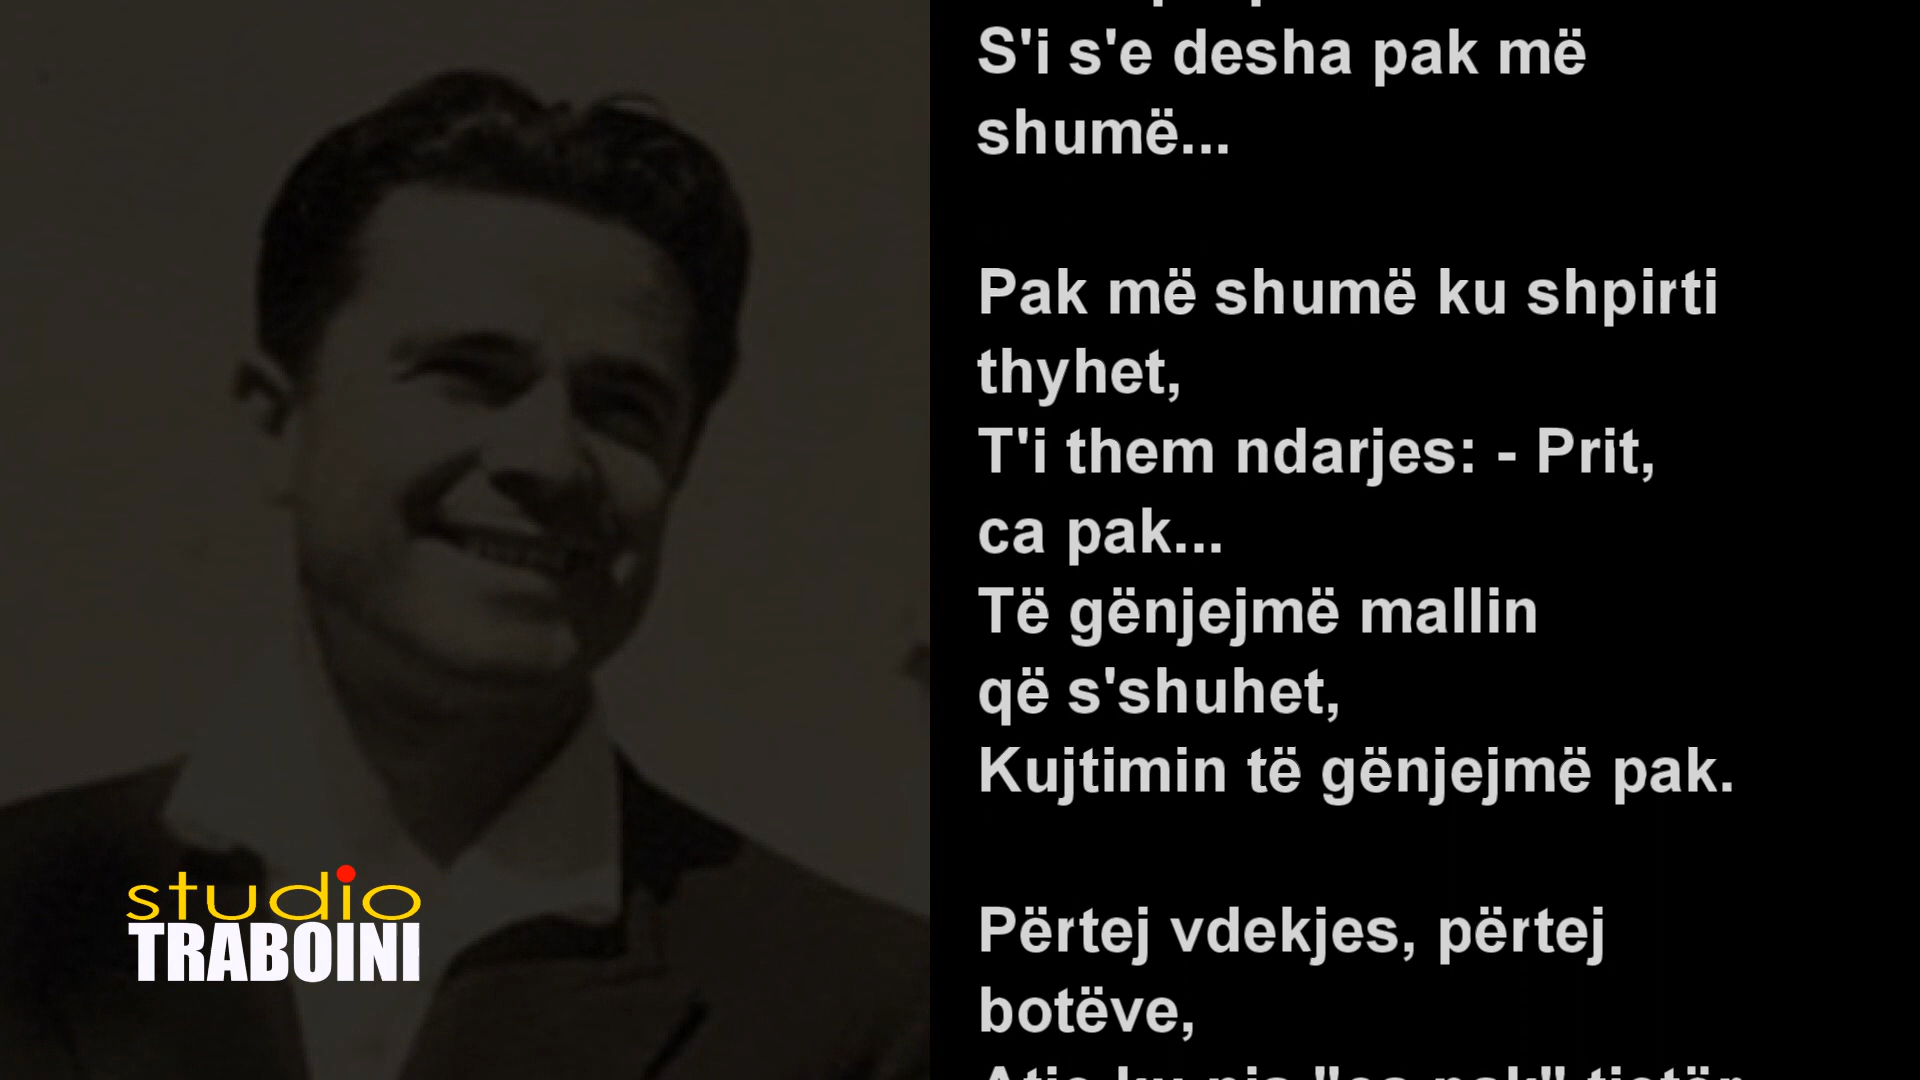 S'i s'e desha pak më
shumë...
Pak më shumë ku shpirti
thyhet,
T'i them ndarjes: - Prit,
ca pak...
Të gënjejmë mallin
që s'shuhet,
Kujtimin të gënjejmë pak.
Përtej vdekjes, përtej
botëve,
studio
TRABOINI